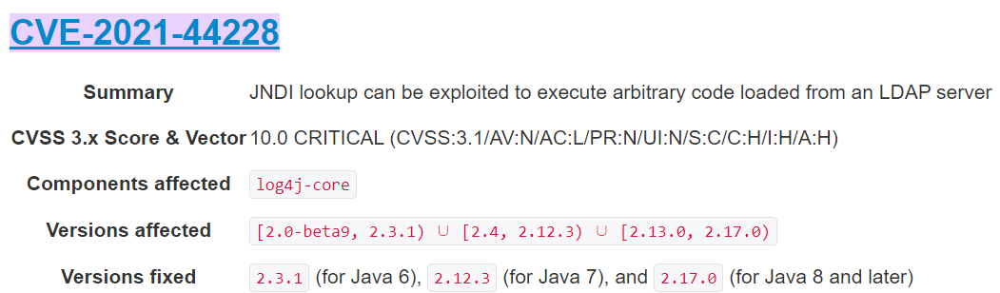 CVE-2021-44228
Summary JNDI lookup can be exploited to execute arbitrary code loaded from an LDAP server
CVSS 3.x Score & Vector 10.0 CRITICAL (CVSS:3.1/AV:N/AC:L/PR:N/UI:N/S:C/C:H/I:H/A:H)
Components affected log4j-core
Versions affected [2.0-beta9, 2.3.1) ∪ [2.4, 2.12.3) ∪ [2.13.0, 2.17.0)
Versions fixed 2.3.1 (for Java 6), 2.12.3 (for Java 7), and 2.17.0 (for Java 8 and later)